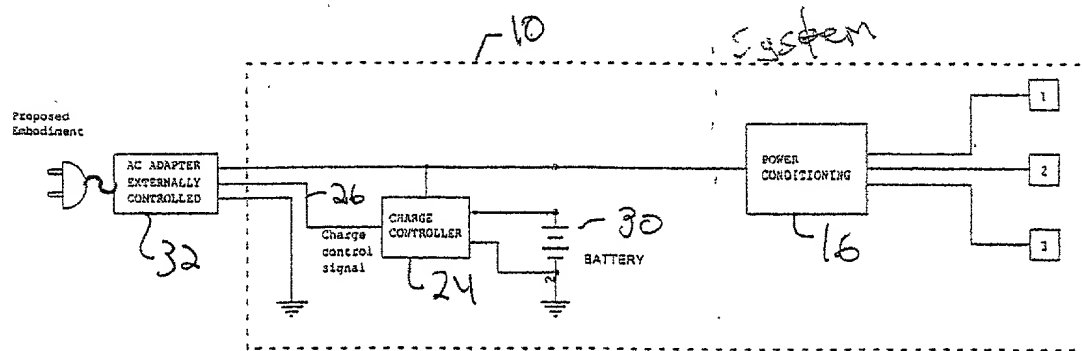 10
System
Proposed
Embodiment
AC ADAPTER
EXTERNALLY
CONTROLLED
32
26
Charge
control
signal
CHARGE
CONTROLLER
24
30
BATTERY
2
POWER
CONDITIONING
16
1
2
3